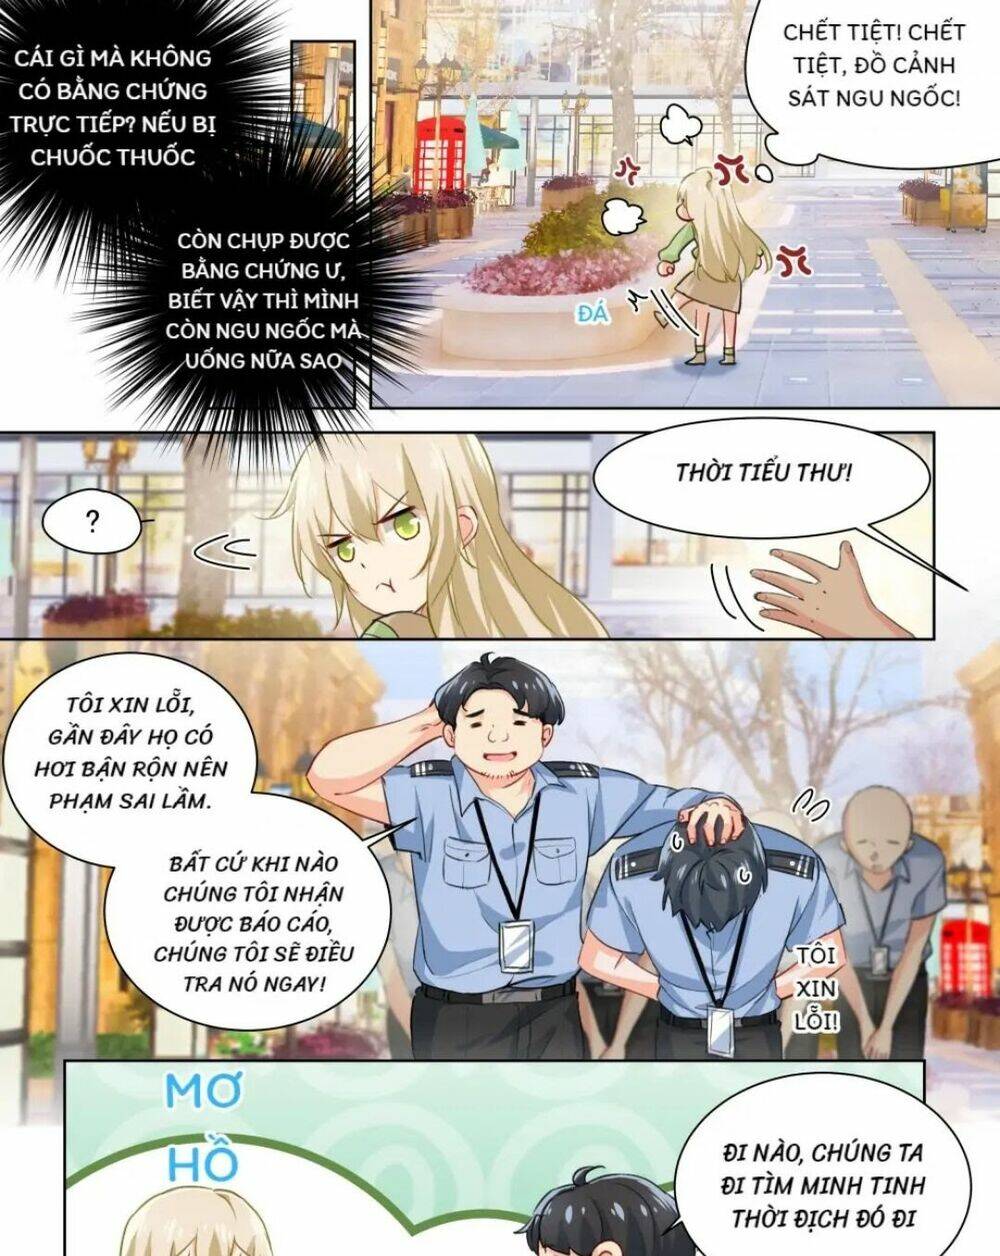 CÁI GÌ MÀ KHÔNG
CÓ BẰNG CHỨNG
TRỰC TIẾP? NẾU BỊ
CHUỐC THUỐC
CÒN CHỤP ĐƯỢC
BẰNG CHỨNG Ư,
BIẾT VẬY THÌ MÌNH
CÒN NGU NGỐC MÀ
UỐNG NỮA SAO
CHẾT TIỆT! CHẾT
TIỆT, ĐỒ CẢNH
SÁT NGU NGỐC!
ĐÁ
?
THỜI TIỂU THƯ!
TÔI XIN LỖI,
GẦN ĐÂY HỌ CÓ
HƠI BẬN RỘN NÊN
PHẠM SAI LẦM.
BẤT CỨ KHI NÀO
CHÚNG TÔI NHẬN
ĐƯỢC BÁO CÁO,
CHÚNG TÔI SẼ ĐIỀU
TRA NÓ NGAY!
TÔI
XIN
LỖI!
MƠ
HỒ
ĐI NÀO, CHÚNG TA
ĐI TÌM MINH TINH
THỜI ĐỊCH ĐÓ ĐI